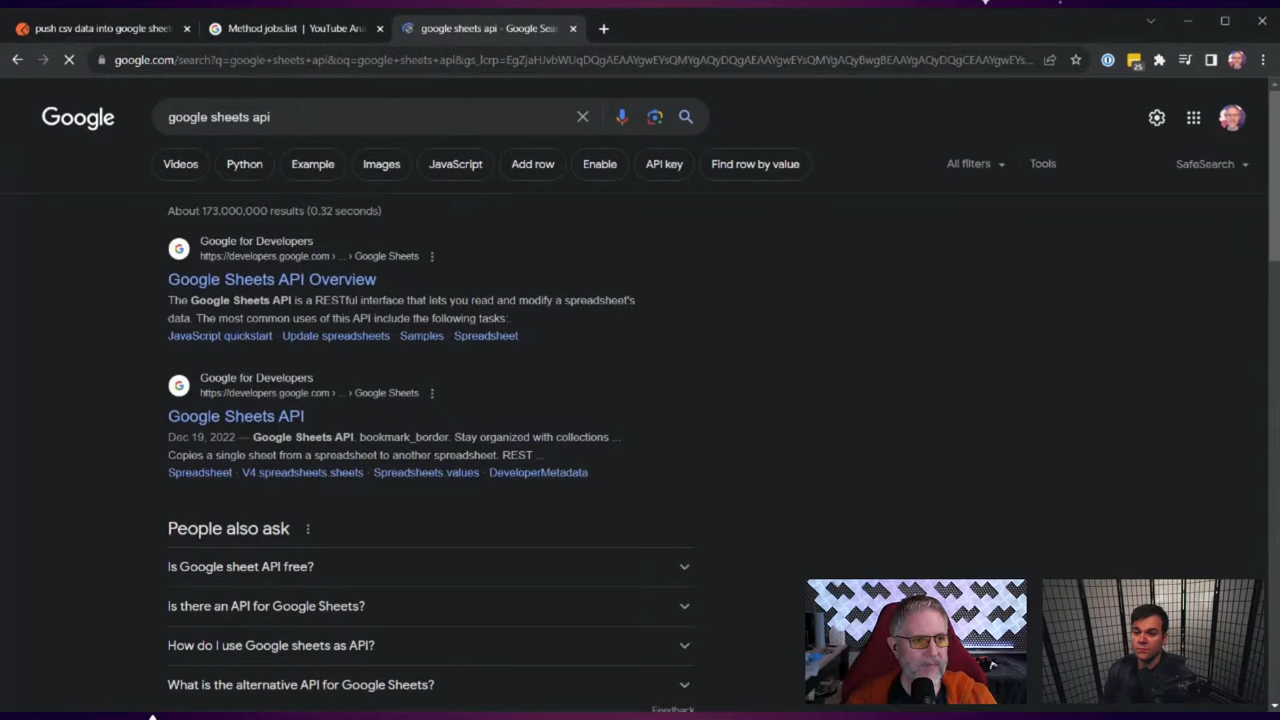 push csv data into google sheet
Method jobs.list | YouTube Ana
google sheets api - Google Sear
google.com/search?q=google+sheets+api&oq=google+sheets+api&gs_lcrp=
25
Google
google sheets api
Videos
Python
Example
Images
JavaScript
Add row
Enable
API key
Find row by value
All filters
Tools
SafeSearch
About 173,000,000 results (0.32 seconds)
Google for Developers
https://developers.google.com › ... › Google Sheets
Google Sheets API Overview
The Google Sheets API is a RESTful interface that lets you read and modify a spreadsheet's
data. The most common uses of this API include the following tasks:
JavaScript quickstart · Update spreadsheets · Samples · Spreadsheet
Google for Developers
https://developers.google.com › ... › Google Sheets
Google Sheets API
Dec 19, 2022 — Google Sheets API. bookmark_border. Stay organized with collections ...
Copies a single sheet from a spreadsheet to another spreadsheet. REST ...
Spreadsheet · V4.spreadsheets.sheets · Spreadsheets.values · DeveloperMetadata
People also ask
Is Google sheet API free?
Is there an API for Google Sheets?
How do I use Google sheets as API?
What is the alternative API for Google Sheets?
Feedback